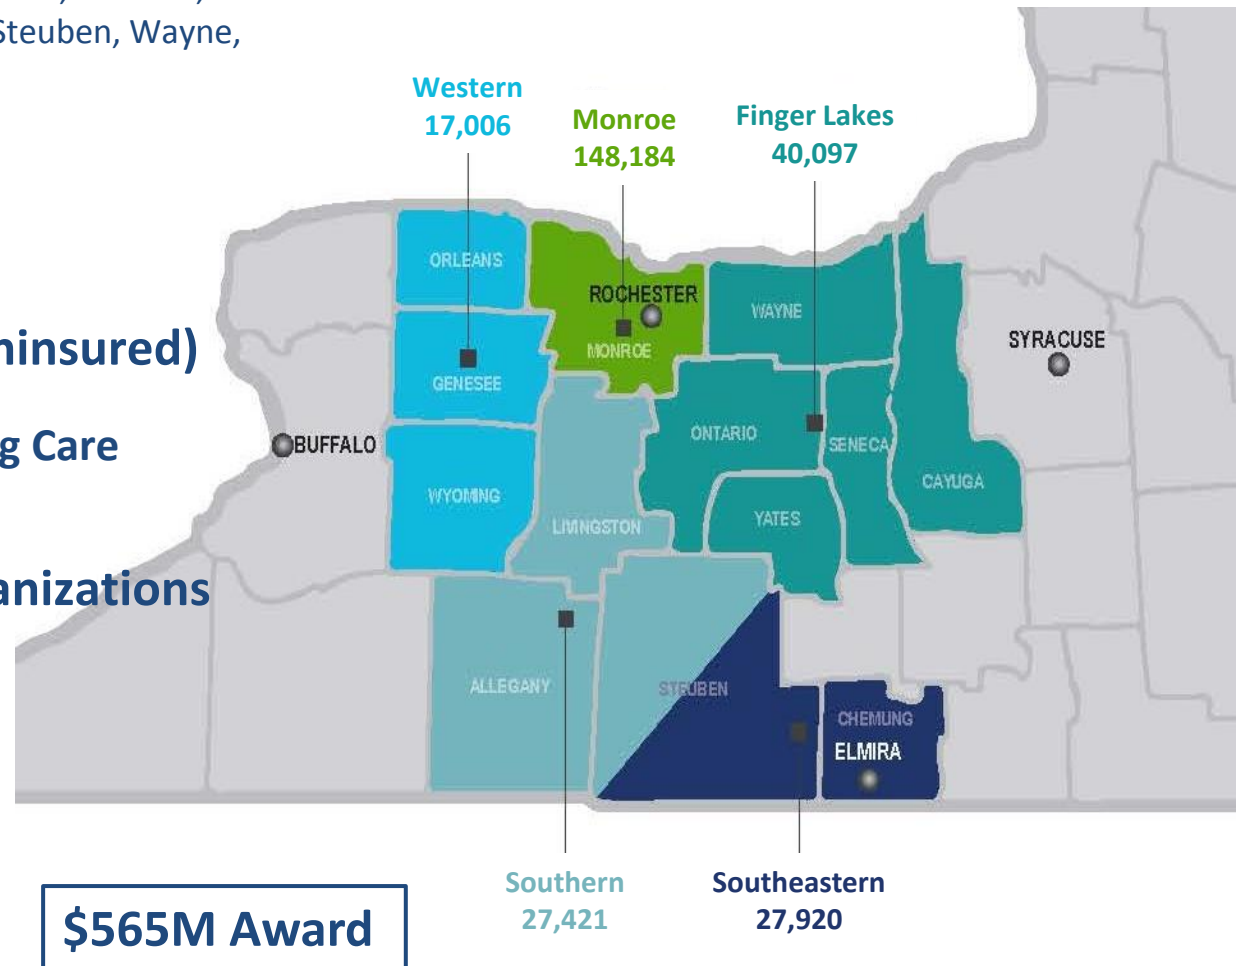 Steuben, Wayne,
Western
17,006
Monroe
148,184
Finger Lakes
40,097
ORLEANS
ROCHESTER
WAYNE
MONROE
SYRACUSE
GENESEE
BUFFALO
ONTARIO
SENECA
WYOMING
CAYUGA
LIVINGSTON
YATES
ALLEGANY
STEUBEN
CHEMUNG
ELMIRA
ninsured)
g Care
anizations
Southern
27,421
Southeastern
27,920
$565M Award